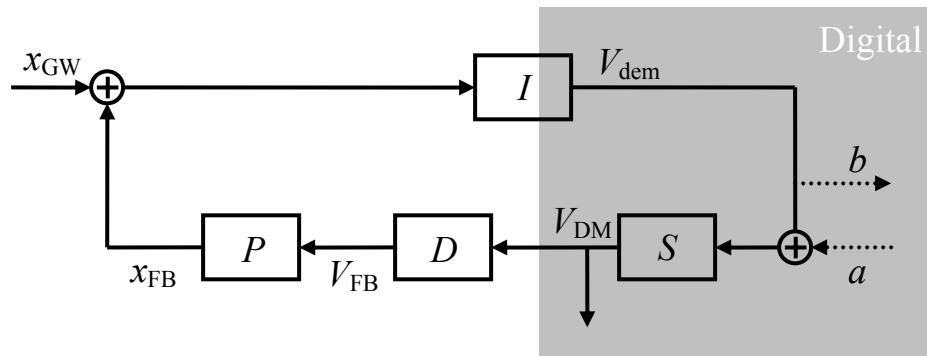 Digital
x_GW
I
V_dem
b
P
D
V_DM
S
x_FB
V_FB
a